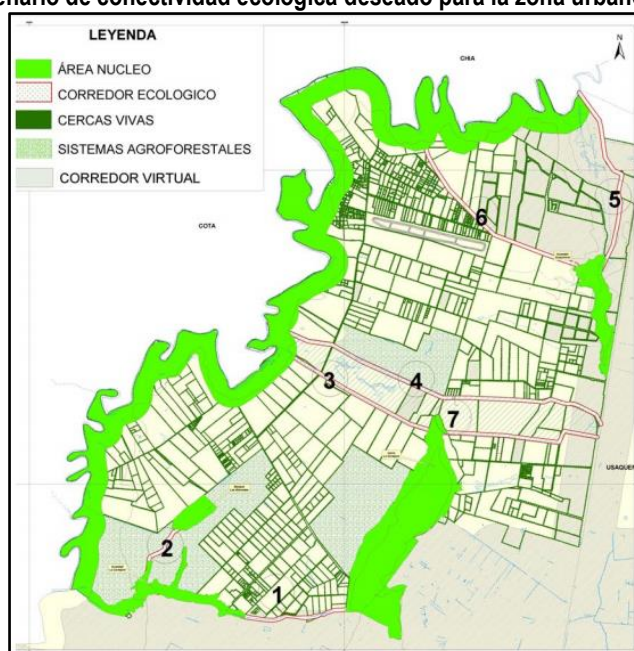 enario de conectividad ecológica deseado para la zona urbano
LEYENDA
ÁREA NUCLEO
CORREDOR ECOLOGICO
CERCAS VIVAS
SISTEMAS AGROFORESTALES
CORREDOR VIRTUAL
CHIA
N
COTA
5
6
3
4
7
USAQUEN
2
1